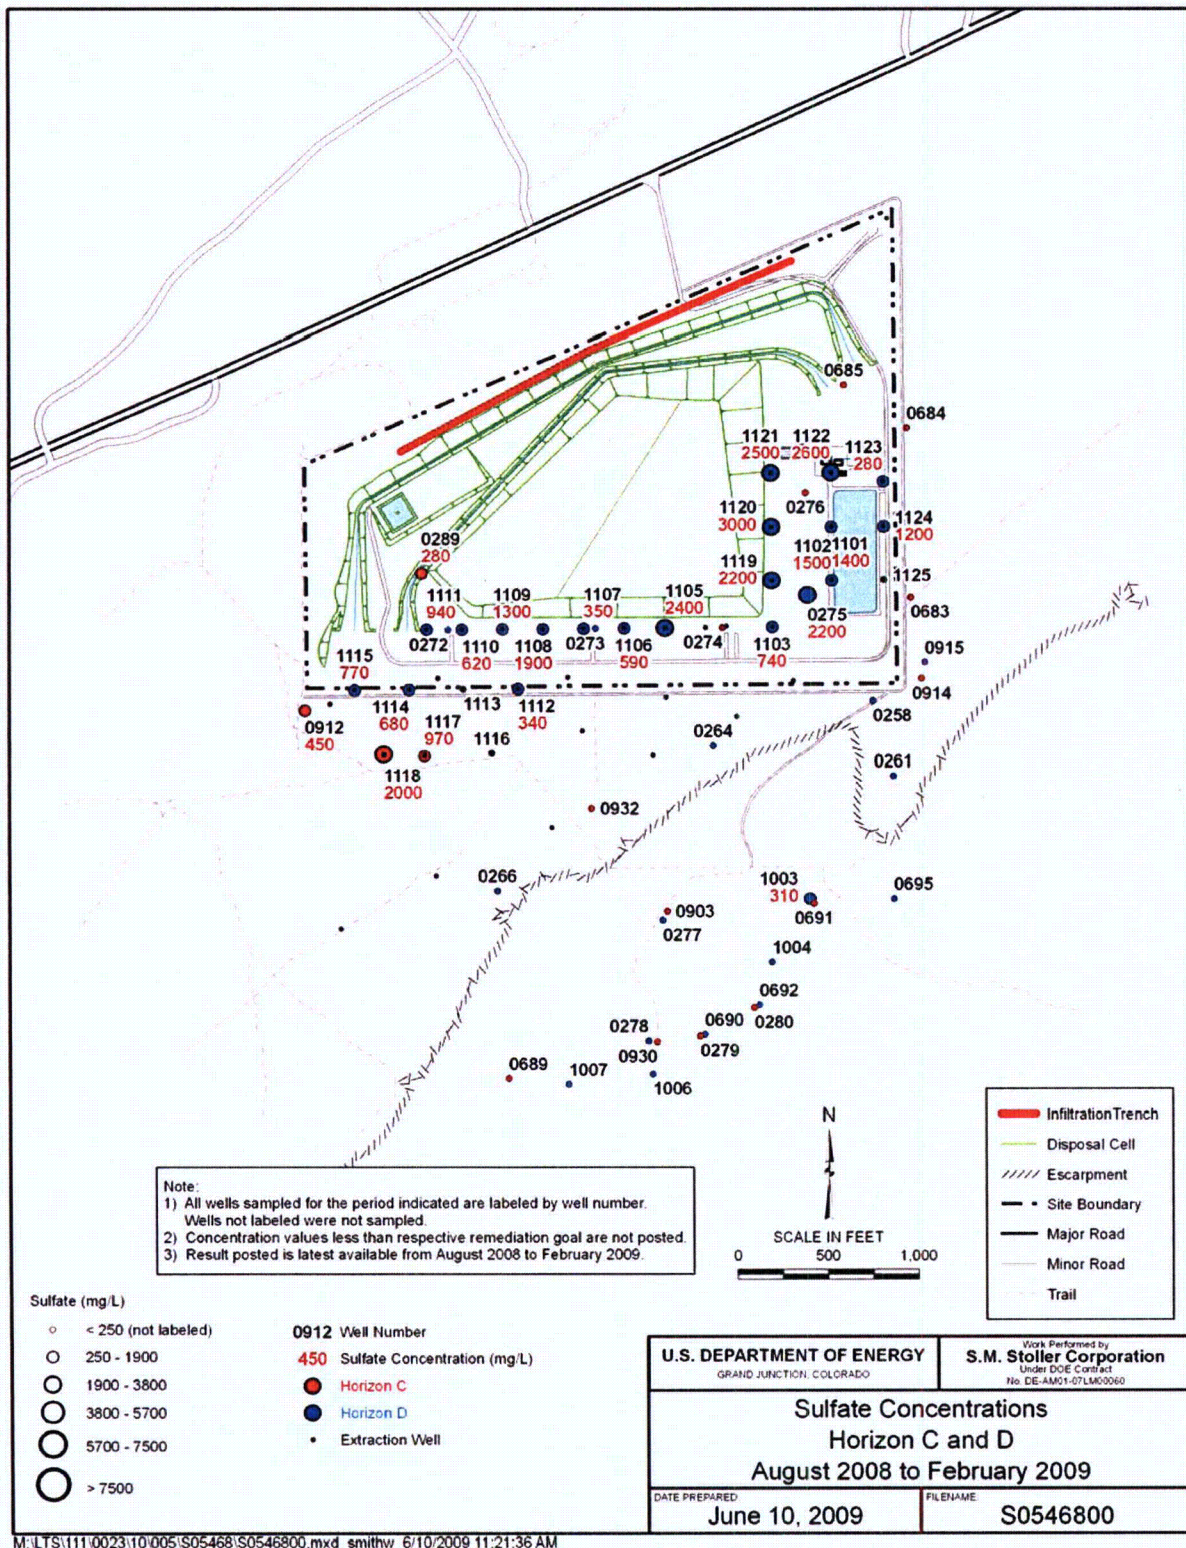 0685
0684
1121
1122
1123
2500
2600
280
0276
1120
3000
1124
1200
0289
280
1119
2200
1102
1101
1500
1400
1125
1111
1109
1107
1105
940
1300
350
2400
0683
0275
2200
0272
1110
1108
0273
1106
0274
1103
620
1900
590
740
0915
1115
770
0914
0258
1114
1113
1112
680
340
0912
450
1117
970
1116
0264
1118
2000
0261
0932
0266
1003
310
0695
0903
0691
0277
1004
0692
0280
0278
0690
0279
0930
0689
1007
1006
N
SCALE IN FEET
0 500 1,000
Infiltration Trench
Disposal Cell
Escarpment
Site Boundary
Major Road
Minor Road
Trail
Note:
1) All wells sampled for the period indicated are labeled by well number.
Wells not labeled were not sampled.
2) Concentration values less than respective remediation goal are not posted.
3) Result posted is latest available from August 2008 to February 2009.
Sulfate (mg/L)
< 250 (not labeled)
250 - 1900
1900 - 3800
3800 - 5700
5700 - 7500
> 7500
0912 Well Number
450 Sulfate Concentration (mg/L)
Horizon C
Horizon D
Extraction Well
U.S. DEPARTMENT OF ENERGY
GRAND JUNCTION, COLORADO
Work Performed by
S.M. Stoller Corporation
Under DOE Contract
No. DE-AM01-07LM00060
Sulfate Concentrations
Horizon C and D
August 2008 to February 2009
DATE PREPARED:
June 10, 2009
FILENAME:
S0546800
M:\LTS\111\0023\10\005\S05468\S0546800.mxd smithw 6/10/2009 11:21:36 AM